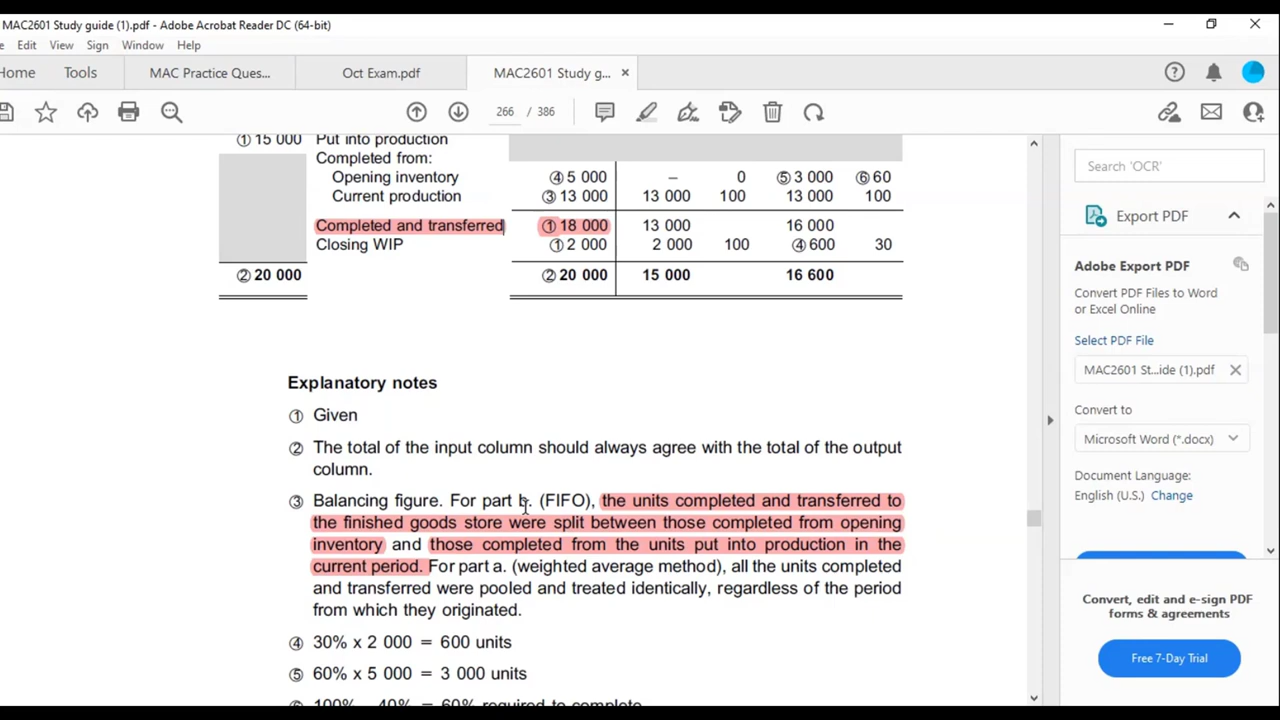 MAC2601 Study guide (1).pdf - Adobe Acrobat Reader DC (64-bit)
Edit View Sign Window Help
Home Tools MAC Practice Ques... Oct Exam.pdf MAC2601 Study g... ×
266 / 386
① 15 000 Put into production
Completed from:
Opening inventory ④ 5 000 – 0 ⑤ 3 000 ⑥ 60
Current production ③ 13 000 13 000 100 13 000 100
Completed and transferred ① 18 000 13 000 16 000
Closing WIP ① 2 000 2 000 100 ④ 600 30
② 20 000 ② 20 000 15 000 16 600
Explanatory notes
① Given
② The total of the input column should always agree with the total of the output
column.
③ Balancing figure. For part b. (FIFO), the units completed and transferred to
the finished goods store were split between those completed from opening
inventory and those completed from the units put into production in the
current period. For part a. (weighted average method), all the units completed
and transferred were pooled and treated identically, regardless of the period
from which they originated.
④ 30% x 2 000 = 600 units
⑤ 60% x 5 000 = 3 000 units
⑥ 100% – 40% = 60% required to complete
Search 'OCR'
Export PDF
Adobe Export PDF
Convert PDF Files to Word
or Excel Online
Select PDF File
MAC2601 St...ide (1).pdf
Convert to
Microsoft Word (*.docx)
Document Language:
English (U.S.) Change
Convert, edit and e-sign PDF
forms & agreements
Free 7-Day Trial